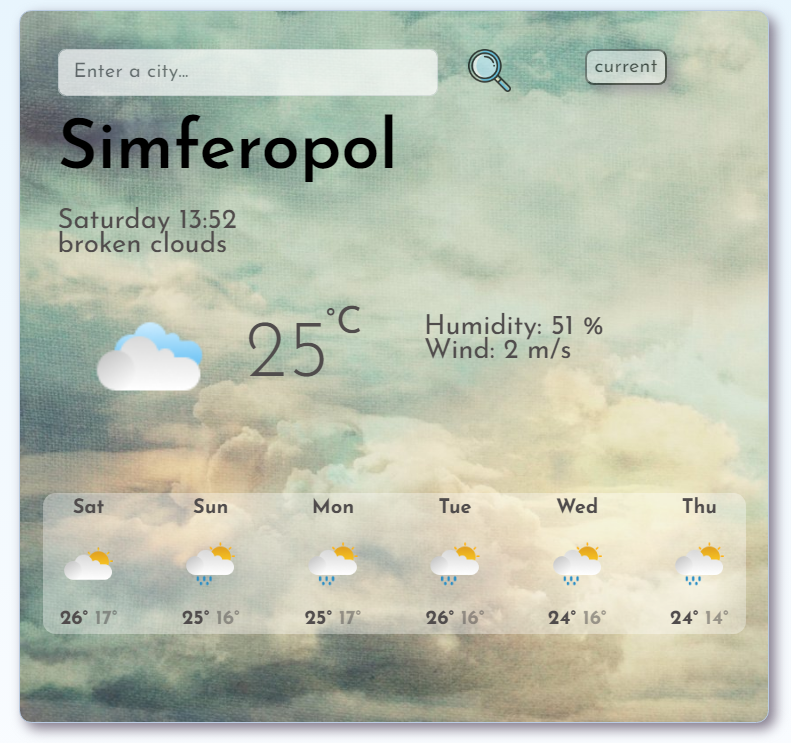 Enter a city... current
Simferopol
Saturday 13:52
broken clouds
25°C
Humidity: 51 %
Wind: 2 m/s
Sat Sun Mon Tue Wed Thu
26° 17° 25° 16° 25° 17° 26° 16° 24° 16° 24° 14°